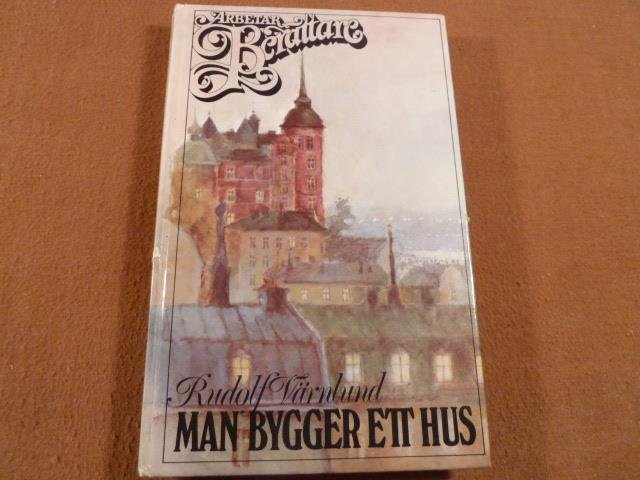 ARBETAR
Berättare
Rudolf Värnlund
MAN BYGGER ETT HUS